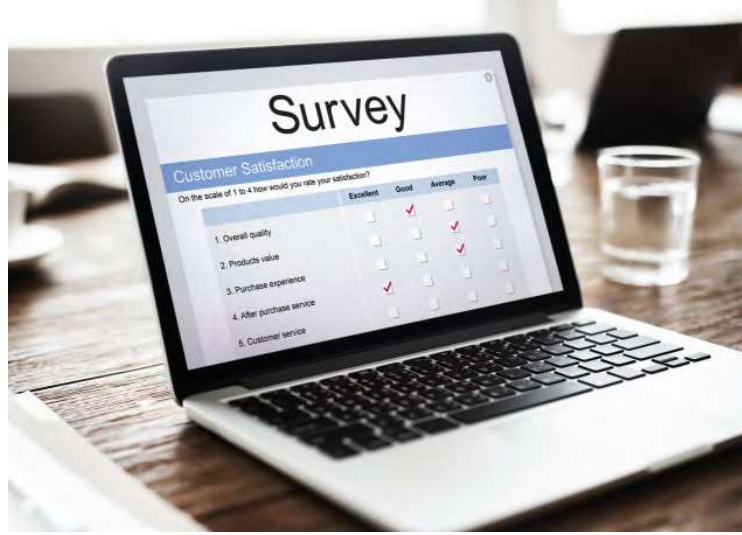 Survey
Customer Satisfaction
On the scale of 1 to 4 how would you rate your satisfaction?
Excellent Good Average Poor
1. Overall quality
2. Products value
3. Purchase experience
4. After purchase service
5. Customer service